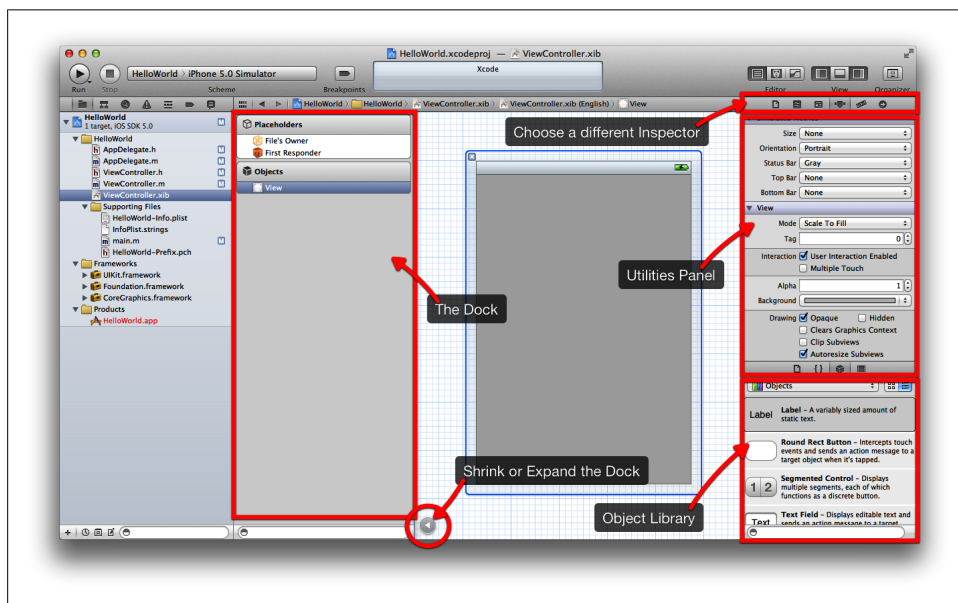 HelloWorld.xcodeproj — ViewController.xib
HelloWorld 〉 iPhone 5.0 Simulator
Xcode
Run Stop Scheme Breakpoints Editor View Organizer
HelloWorld 〉 HelloWorld 〉 ViewController.xib 〉 ViewController.xib (English) 〉 View
HelloWorld
1 target, iOS SDK 5.0
HelloWorld
AppDelegate.h
AppDelegate.m
ViewController.h
ViewController.m
ViewController.xib
Supporting Files
HelloWorld-Info.plist
InfoPlist.strings
main.m
HelloWorld-Prefix.pch
Frameworks
UIKit.framework
Foundation.framework
CoreGraphics.framework
Products
HelloWorld.app
Placeholders
File's Owner
First Responder
Objects
View
Choose a different Inspector
The Dock
Utilities Panel
Shrink or Expand the Dock
Object Library
Size None
Orientation Portrait
Status Bar Gray
Top Bar None
Bottom Bar None
View
Mode Scale To Fill
Tag 0
Interaction User Interaction Enabled
Multiple Touch
Alpha 1
Background
Drawing Opaque Hidden
Clears Graphics Context
Clip Subviews
Autoresize Subviews
Objects
Label
Label – A variably sized amount of
static text.
Round Rect Button – Intercepts touch
events and sends an action message to a
target object when it's tapped.
1 2
Segmented Control – Displays
multiple segments, each of which
functions as a discrete button.
Text
Text Field – Displays editable text and
sends an action message to a target